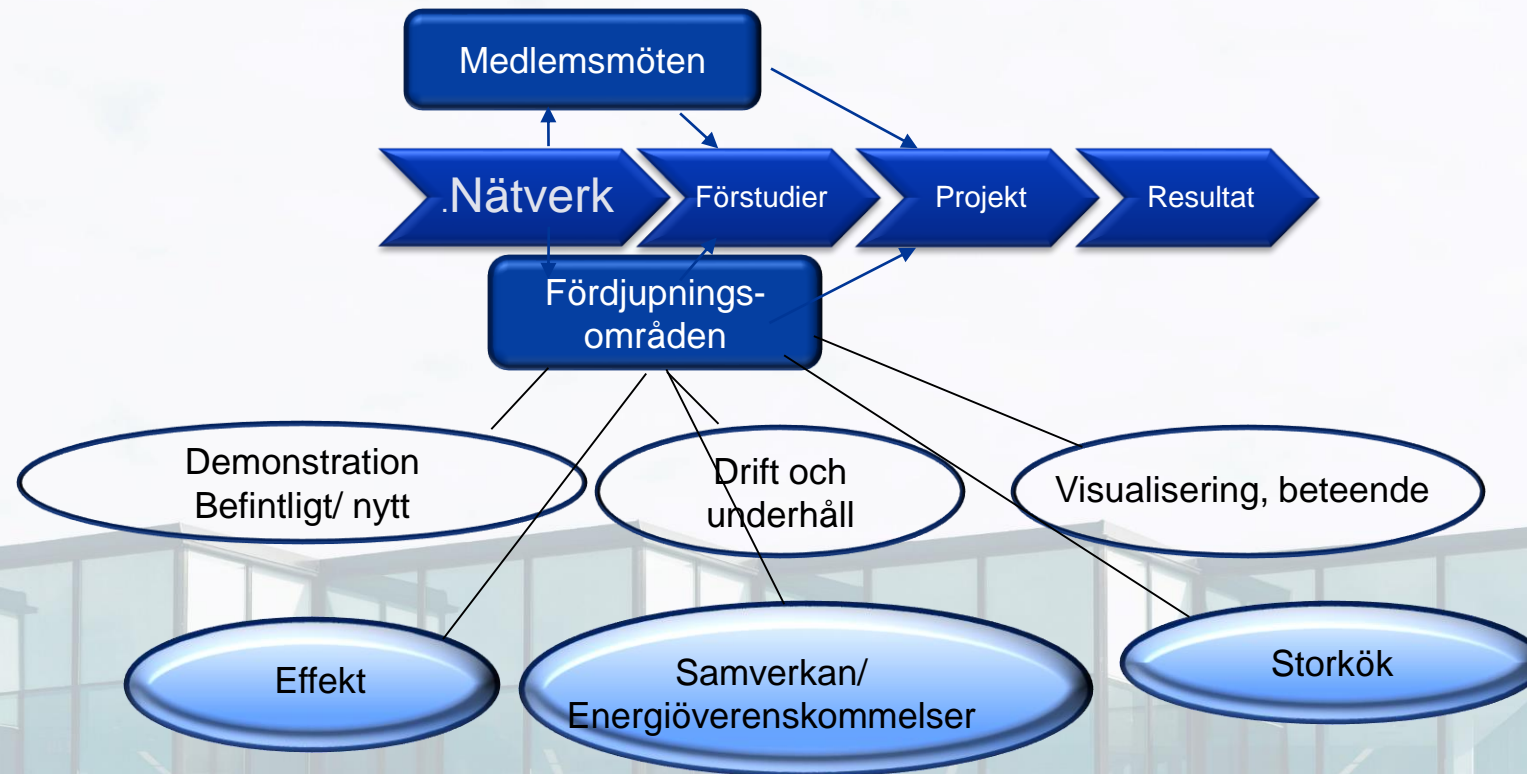 Medlemsmöten
.Nätverk
Förstudier
Projekt
Resultat
Fördjupnings-
områden
Demonstration
Befintligt/ nytt
Drift och
underhåll
Visualisering, beteende
Effekt
Samverkan/
Energiöverenskommelser
Storkök